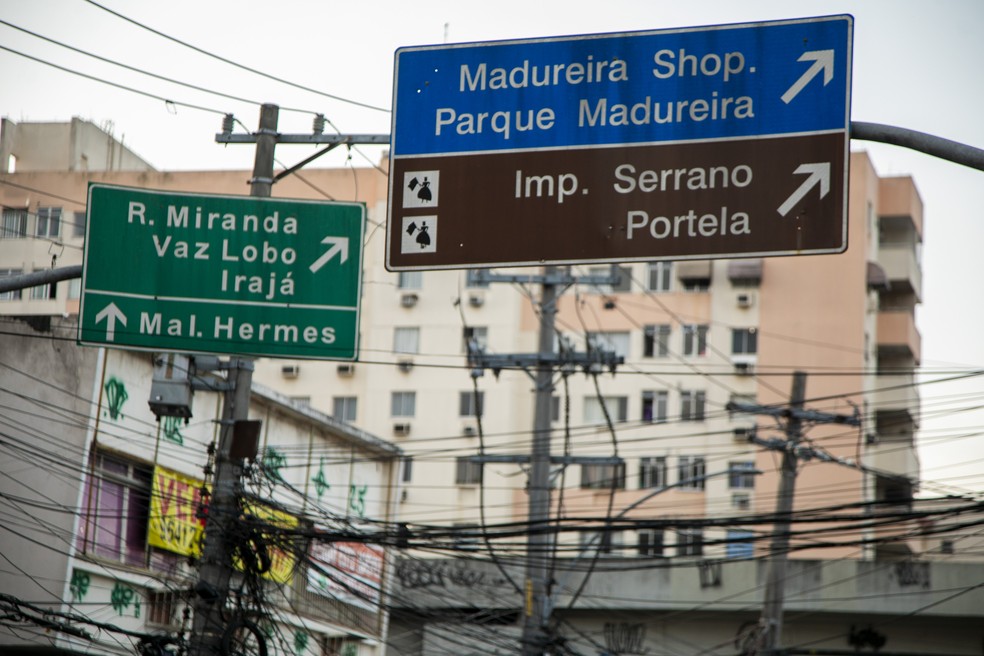 Madureira Shop.
Parque Madureira
Imp. Serrano
Portela
R. Miranda
Vaz Lobo
Irajá
Mal. Hermes